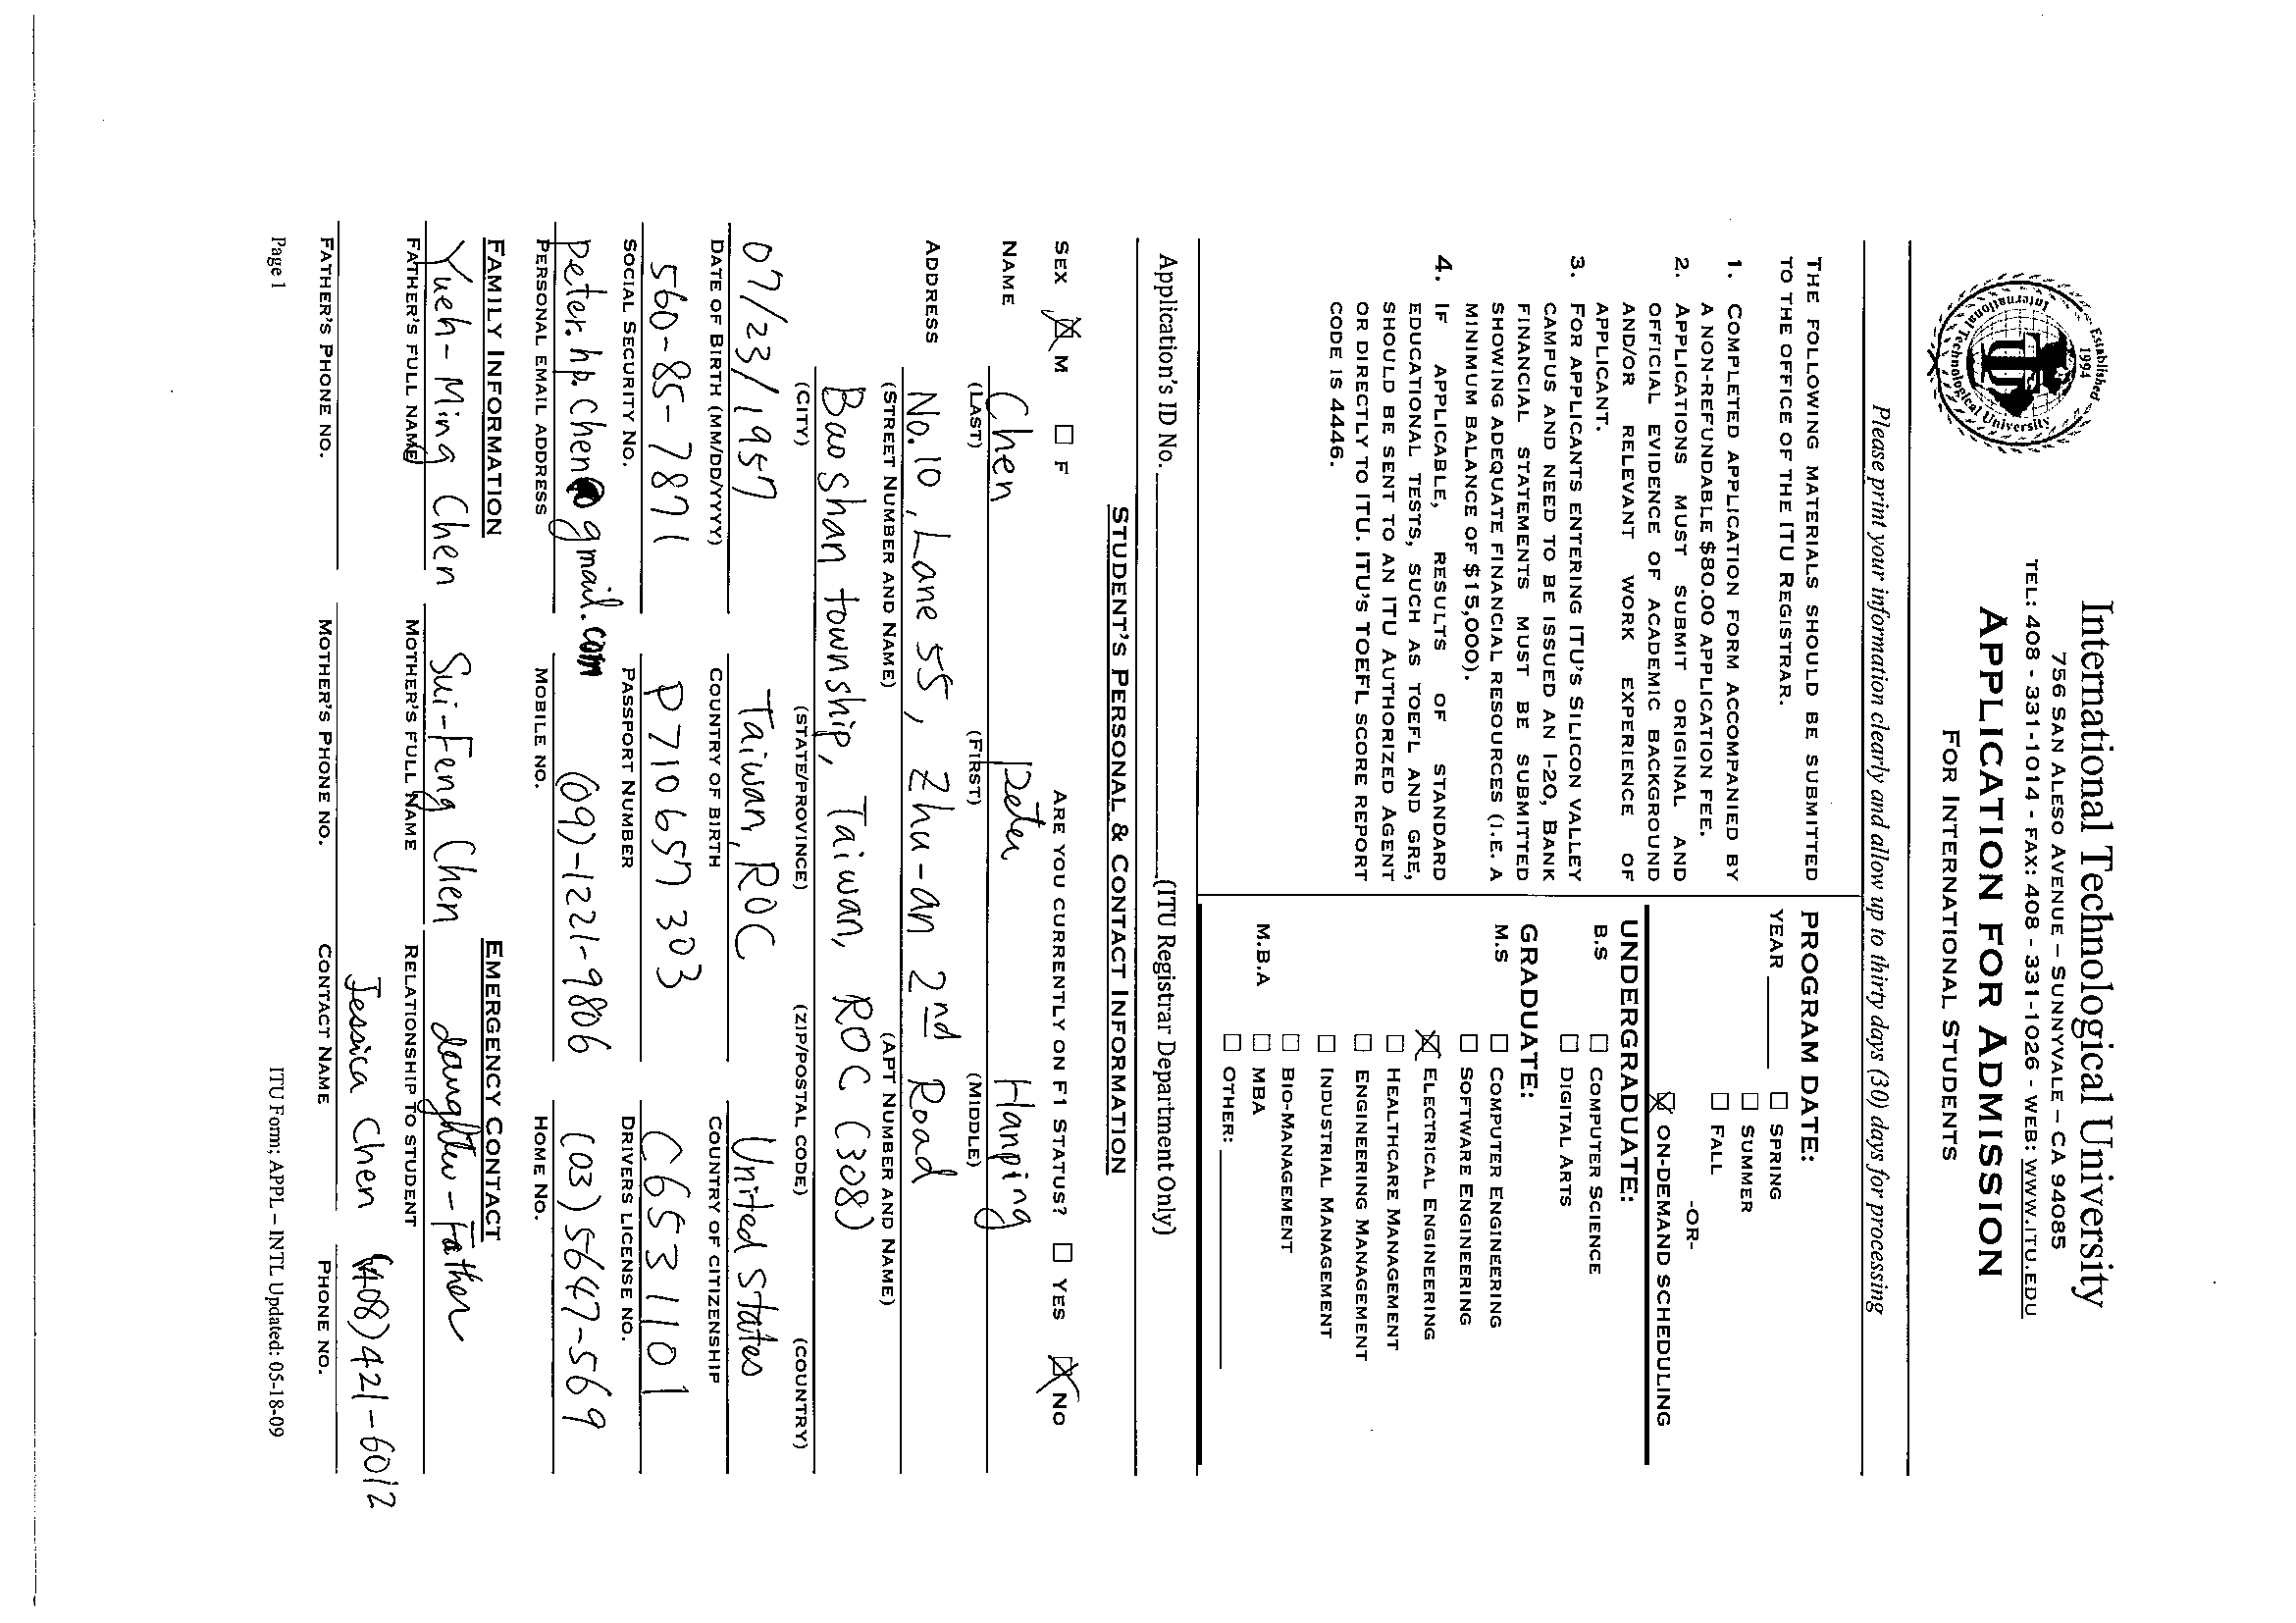 Established
1994
International Technological University
ITU
International Technological University
756 SAN ALESO AVENUE – SUNNYVALE – CA 94085
TEL: 408 - 331-1014 - FAX: 408 - 331-1026 - WEB: WWW.ITU.EDU
APPLICATION FOR ADMISSION
FOR INTERNATIONAL STUDENTS
Please print your information clearly and allow up to thirty days (30) days for processing
THE FOLLOWING MATERIALS SHOULD BE SUBMITTED
TO THE OFFICE OF THE ITU REGISTRAR.
1. COMPLETED APPLICATION FORM ACCOMPANIED BY
A NON-REFUNDABLE $80.00 APPLICATION FEE.
2. APPLICATIONS MUST SUBMIT ORIGINAL AND
OFFICIAL EVIDENCE OF ACADEMIC BACKGROUND
AND/OR RELEVANT WORK EXPERIENCE OF
APPLICANT.
3. FOR APPLICANTS ENTERING ITU'S SILICON VALLEY
CAMPUS AND NEED TO BE ISSUED AN I-20, BANK
FINANCIAL STATEMENTS MUST BE SUBMITTED
SHOWING ADEQUATE FINANCIAL RESOURCES (I.E. A
MINIMUM BALANCE OF $15,000).
4. IF APPLICABLE, RESULTS OF STANDARD
EDUCATIONAL TESTS, SUCH AS TOEFL AND GRE,
SHOULD BE SENT TO AN ITU AUTHORIZED AGENT
OR DIRECTLY TO ITU. ITU'S TOEFL SCORE REPORT
CODE IS 4446.
PROGRAM DATE:
YEAR ______ ☐ SPRING
☐ SUMMER
☐ FALL
-OR-
☒ ON-DEMAND SCHEDULING
UNDERGRADUATE:
B.S ☐ COMPUTER SCIENCE
☐ DIGITAL ARTS
GRADUATE:
M.S ☐ COMPUTER ENGINEERING
☐ SOFTWARE ENGINEERING
☒ ELECTRICAL ENGINEERING
☐ HEALTHCARE MANAGEMENT
☐ ENGINEERING MANAGEMENT
☐ INDUSTRIAL MANAGEMENT
M.B.A ☐ BIO-MANAGEMENT
☐ MBA
☐ OTHER: ______
Application's ID No. ______ (ITU Registrar Department Only)
STUDENT'S PERSONAL & CONTACT INFORMATION
SEX ☒ M ☐ F ARE YOU CURRENTLY ON F1 STATUS? ☐ YES ☒ NO
NAME Chen Peter Hanping
(LAST) (FIRST) (MIDDLE)
ADDRESS No.10, Lane 55, Zhu-an 2nd Road
(STREET NUMBER AND NAME) (APT NUMBER AND NAME)
Bao shan township, Taiwan, ROC (308)
(CITY) (STATE/PROVINCE) (ZIP/POSTAL CODE) (COUNTRY)
07/23/1957 Taiwan, ROC United States
DATE OF BIRTH (MM/DD/YYYY) COUNTRY OF BIRTH COUNTRY OF CITIZENSHIP
560-85-7871 P710657303 C6531101
SOCIAL SECURITY NO. PASSPORT NUMBER DRIVERS LICENSE NO.
peter.hp.chen@gmail.com (09)-1221-9806 (03)5647-569
PERSONAL EMAIL ADDRESS MOBILE NO. HOME NO.
FAMILY INFORMATION EMERGENCY CONTACT
Yueh-Ming Chen Sui-Feng Chen daughter-Father
FATHER'S FULL NAME MOTHER'S FULL NAME RELATIONSHIP TO STUDENT
Jessica Chen (408)421-6012
FATHER'S PHONE NO. MOTHER'S PHONE NO. CONTACT NAME PHONE NO.
Page 1 ITU Form; APPL – INTL Updated: 05-18-09